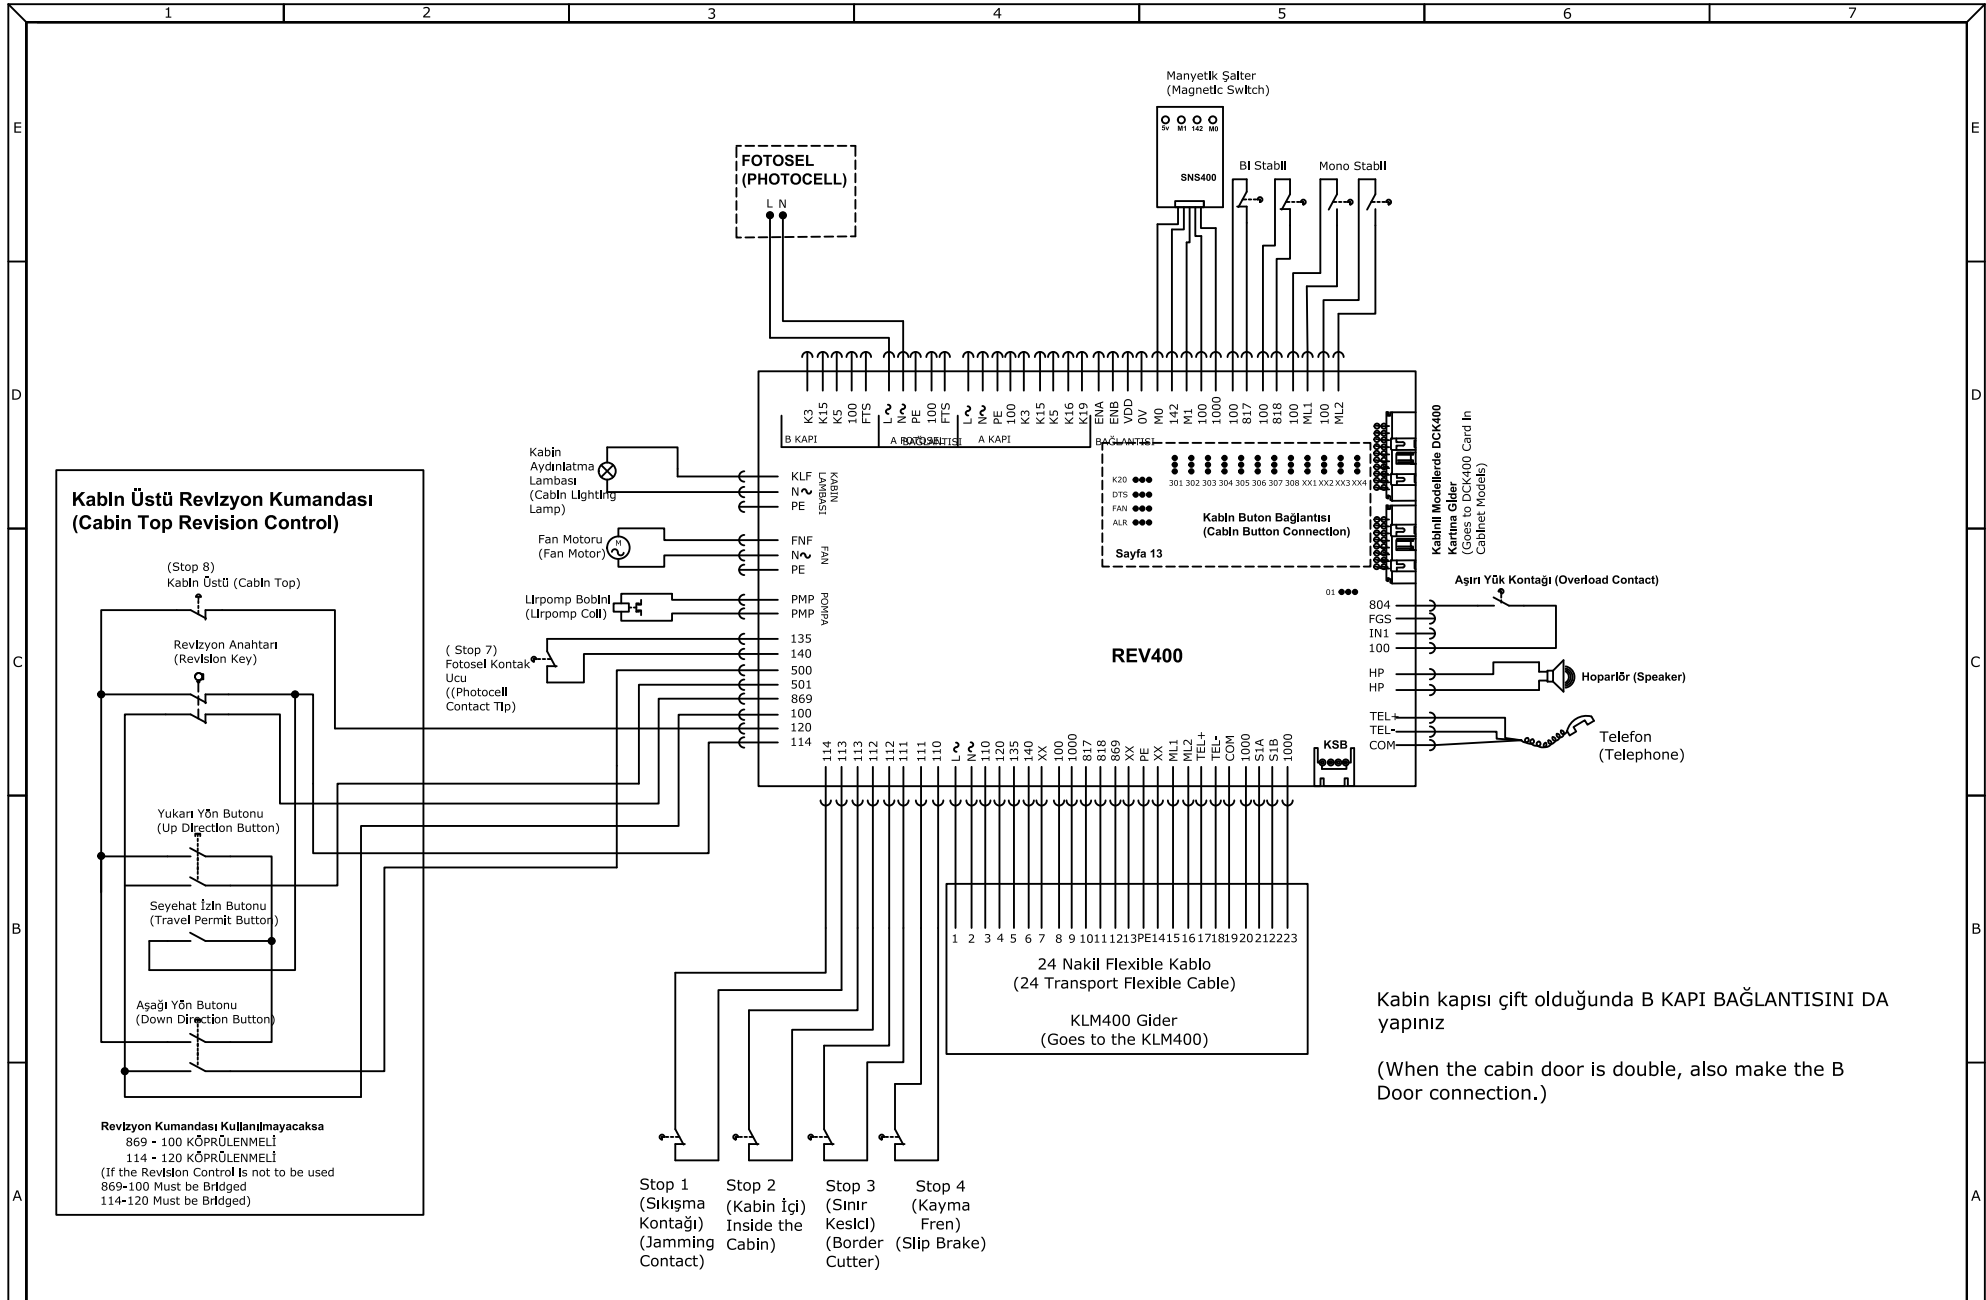 1 2 3 4 5 6 7
E
E
D
D
C
C
B
B
A
A
Manyetik Şalter
(Magnetic Switch)
5v M1 142 M0
SNS400
Bi Stabil
Mono Stabil
FOTOSEL
(PHOTOCELL)
L N
K3 K15 K5 100 FTS L~ N~ PE 100 FTS L~ N~ PE 100 K3 K15 K5 K16 K19 ENA ENB VDD 0V M0 142 M1 100 1000 100 817 100 818 100 ML1 100 ML2
B KAPI
BAĞLANTISI
A FOTOSEL
A KAPI
BAĞLANTISI
K20
DTS
FAN
ALR
301 302 303 304 305 306 307 308 XX1 XX2 XX3 XX4
Kabin Buton Bağlantısı
(Cabin Button Connection)
Sayfa 13
Kabinli Modellerde DCK400
Kartına Gider
(Goes to DCK400 Card In
Cabinet Models)
Kabin
Aydınlatma
Lambası
(Cabin Lighting
Lamp)
KLF
N~
PE
KABIN
LAMBASI
Fan Motoru
(Fan Motor)
M
FNF
N~
PE
FAN
Lirpomp Bobini
(Lirpomp Coil)
PMP
PMP
POMPA
( Stop 7)
Fotosel Kontak
Ucu
((Photocell
Contact Tip)
135
140
500
501
869
100
120
114
REV400
01
804
FGS
IN1
100
HP
HP
TEL+
TEL-
COM
Aşırı Yük Kontağı (Overload Contact)
Hoparlör (Speaker)
Telefon
(Telephone)
KSB
114 113 113 112 112 111 111 110 L~ N~ 110 120 135 140 XX 100 1000 817 818 869 XX PE XX ML1 ML2 TEL+ TEL- COM 1000 S1A S1B 1000
Kabin Üstü Revizyon Kumandası
(Cabin Top Revision Control)
(Stop 8)
Kabin Üstü (Cabin Top)
Revizyon Anahtarı
(Revision Key)
Yukarı Yön Butonu
(Up Direction Button)
Seyehat İzin Butonu
(Travel Permit Button)
Aşağı Yön Butonu
(Down Direction Button)
Revizyon Kumandası Kullanılmayacaksa
869 - 100 KÖPRÜLENMELİ
114 - 120 KÖPRÜLENMELİ
(If the Revision Control is not to be used
869-100 Must be Bridged
114-120 Must be Bridged)
1 2 3 4 5 6 7 8 9 10 11 12 13 PE 14 15 16 17 18 19 20 21 22 23
24 Nakil Flexible Kablo
(24 Transport Flexible Cable)
KLM400 Gider
(Goes to the KLM400)
Kabin kapısı çift olduğunda B KAPI BAĞLANTISINI DA
yapınız
(When the cabin door is double, also make the B
Door connection.)
Stop 1
(Sıkışma
Kontağı)
(Jamming
Contact)
Stop 2
(Kabin İçi)
Inside the
Cabin)
Stop 3
(Sınır
Kesici)
(Border
Cutter)
Stop 4
(Kayma
Fren)
(Slip Brake)